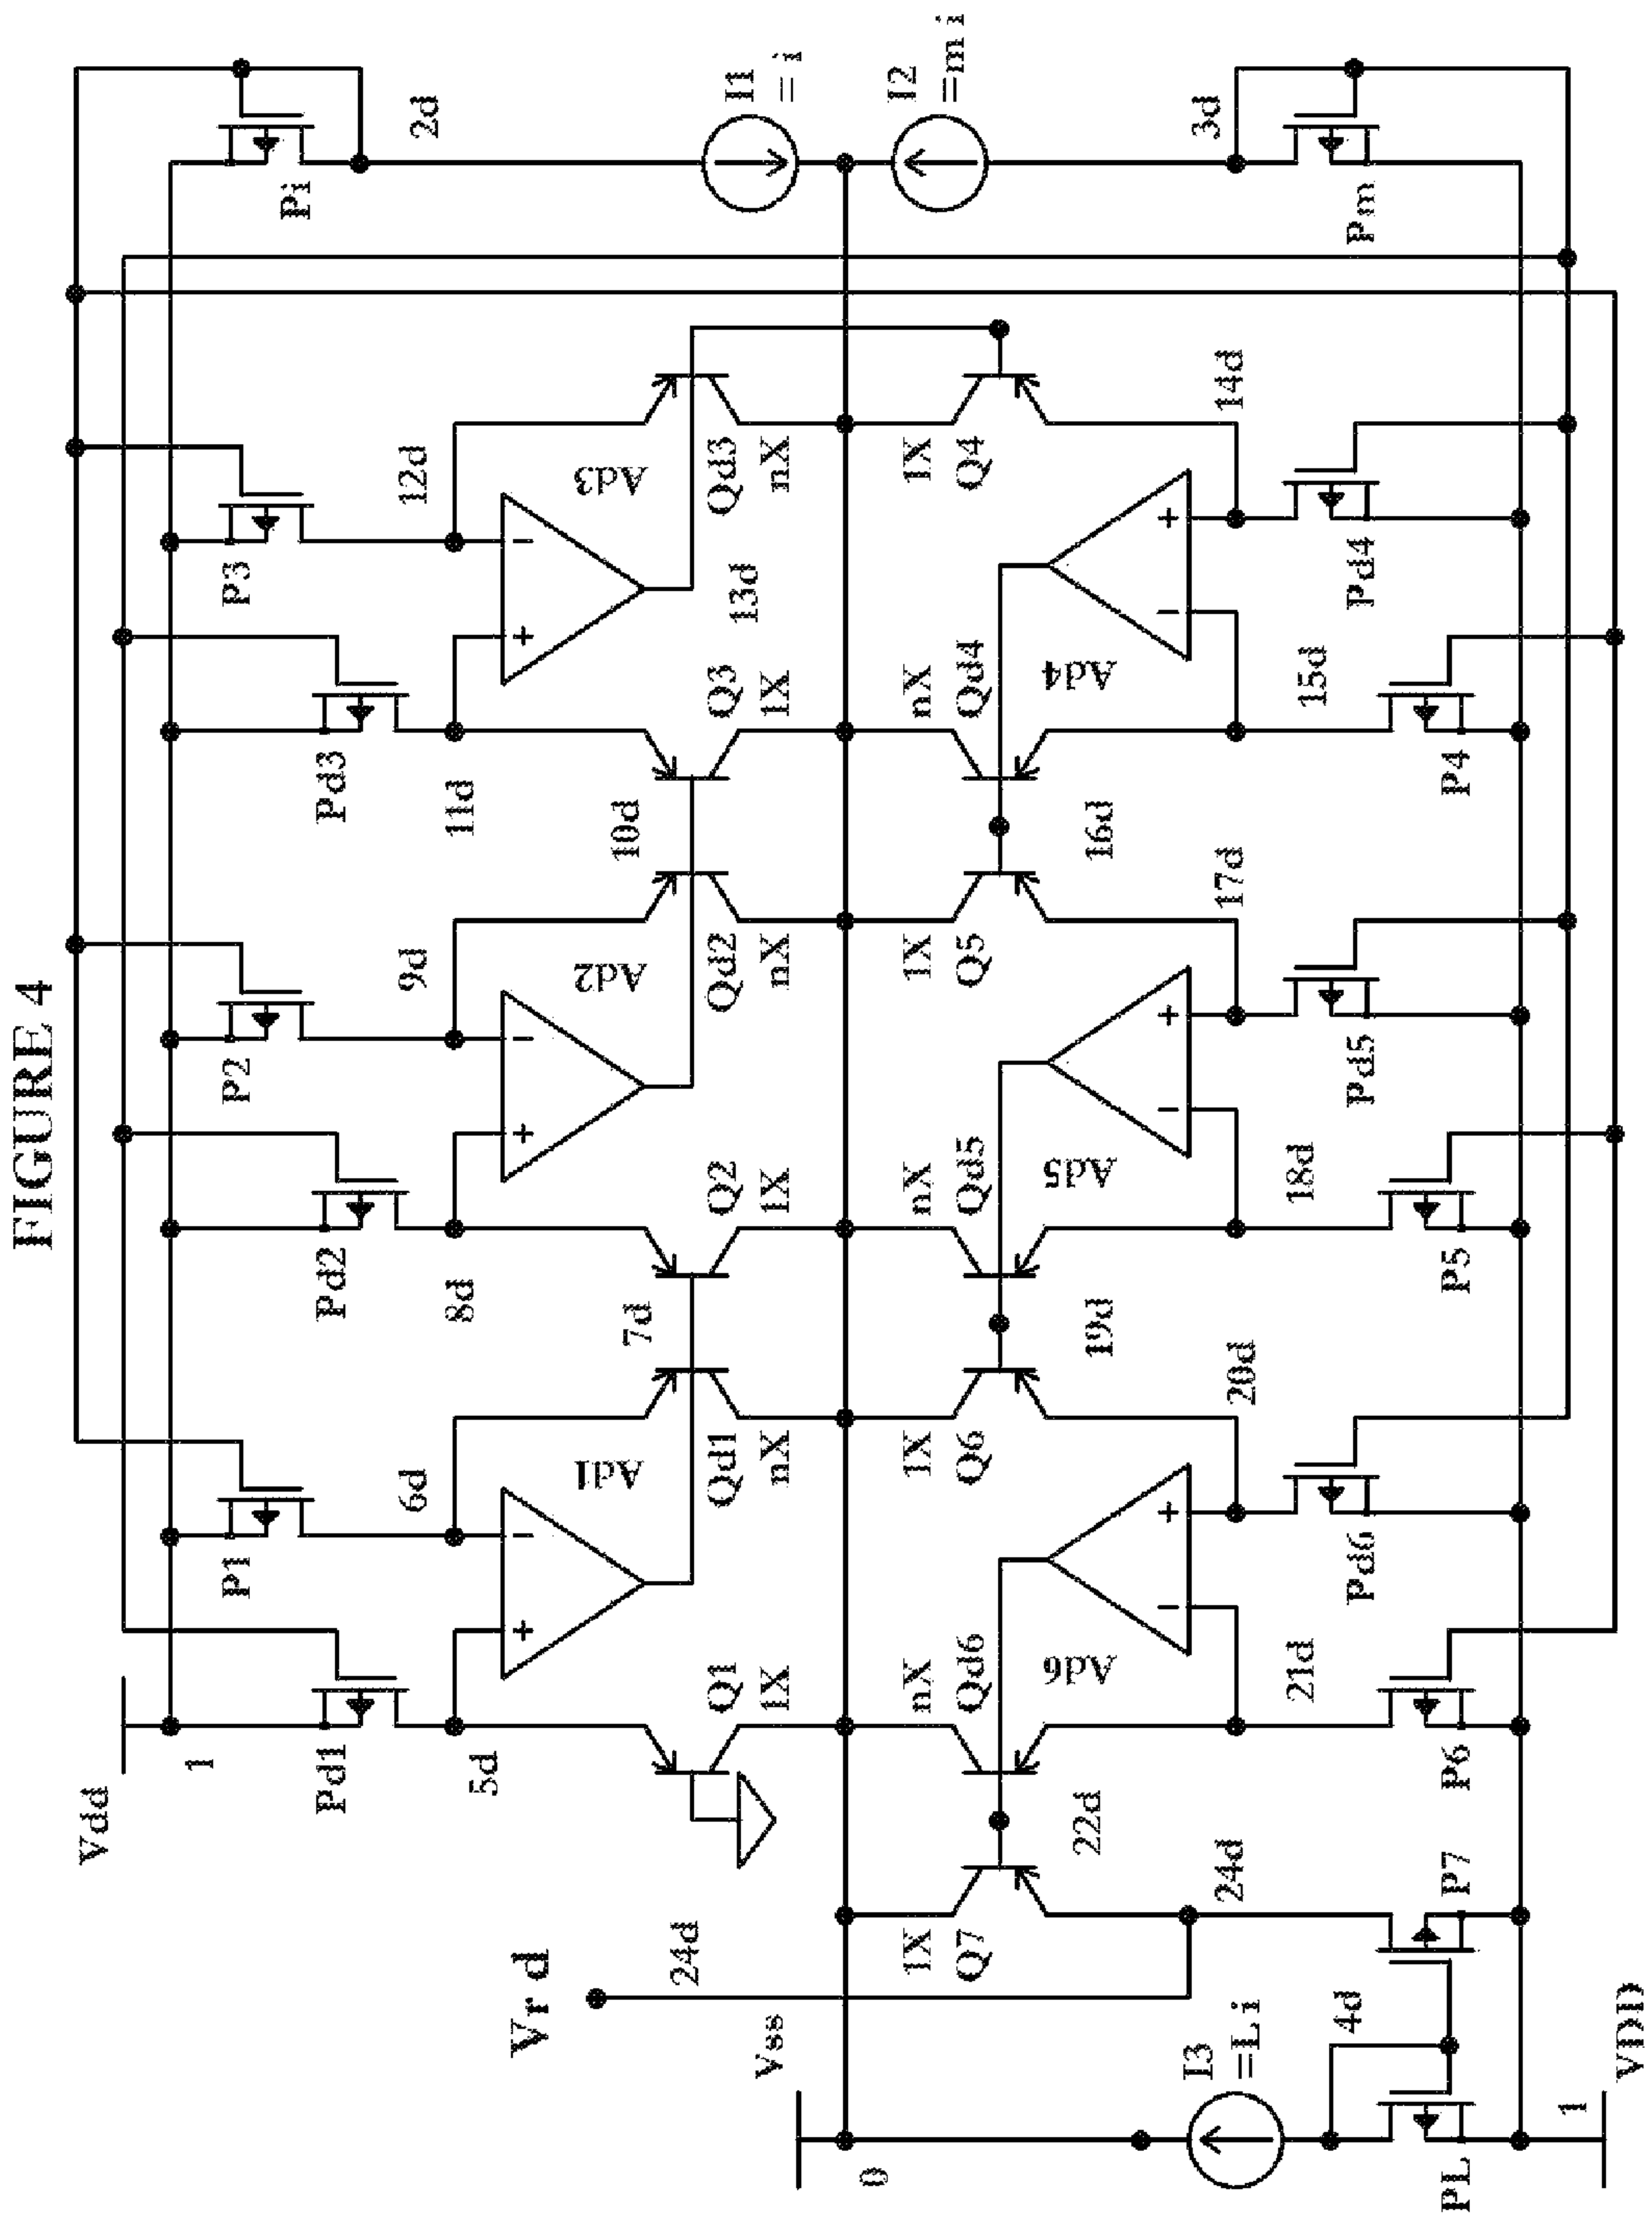 FIGURE 4
Vdd
1
Pd1
P1
Pd2
P2
Pd3
P3
Pi
2d
5d
6d
8d
9d
11d
12d
+
-
+
-
+
-
Ad1
Ad2
Ad3
Q1
1X
Qd1
nX
7d
Q2
1X
Qd2
nX
10d
Q3
1X
13d
Qd3
nX
I1
=i
I2
=mi
Vr d
24d
Vss
0
1X
Q7
nX
Qd6
1X
Q6
nX
Qd5
1X
Q5
nX
Qd4
1X
Q4
22d
19d
16d
Ad6
Ad5
Ad4
-
+
-
+
-
+
I3
=Li
4d
24d
21d
20d
18d
17d
15d
14d
3d
PL
P7
P6
Pd6
P5
Pd5
P4
Pd4
Pm
1
VDD